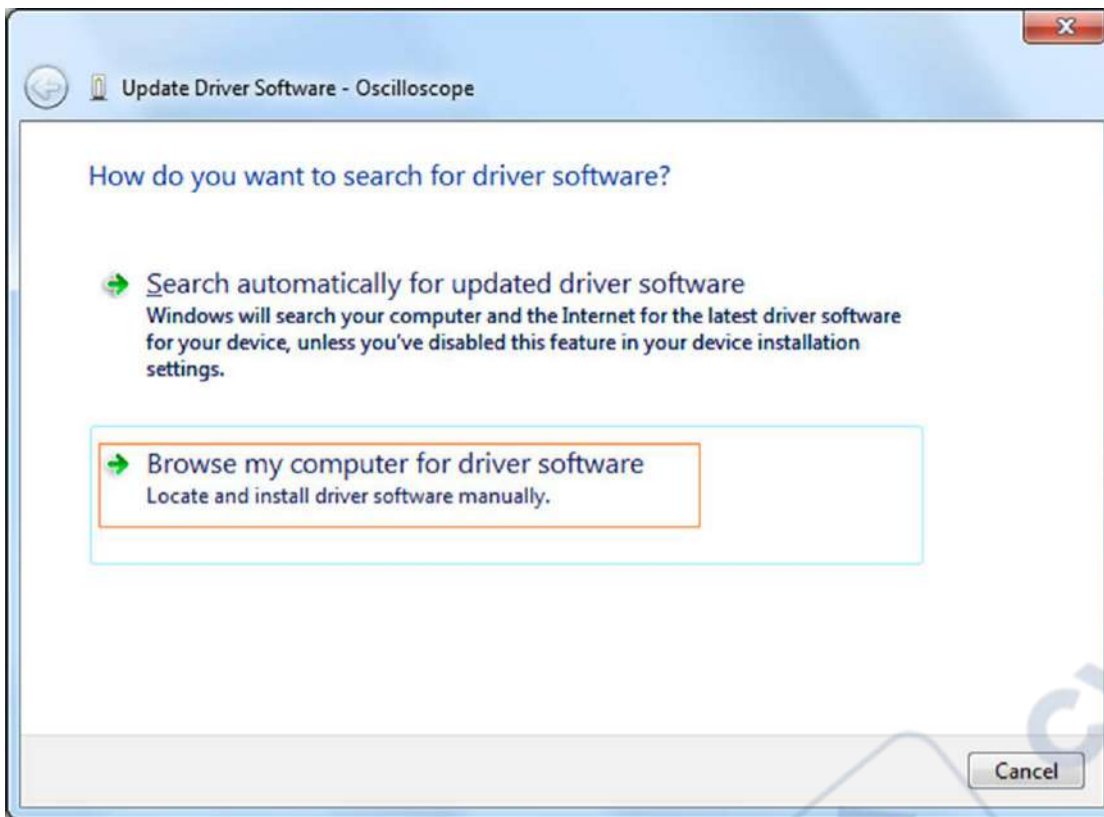 Update Driver Software - Oscilloscope
How do you want to search for driver software?
Search automatically for updated driver software
Windows will search your computer and the Internet for the latest driver software
for your device, unless you've disabled this feature in your device installation
settings.
Browse my computer for driver software
Locate and install driver software manually.
Cancel